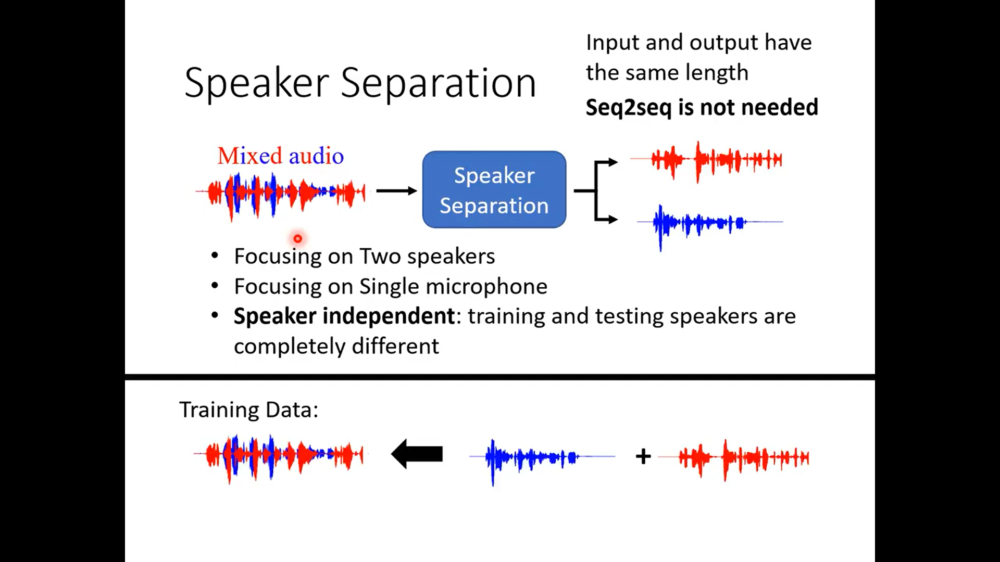 Speaker Separation
Input and output have
the same length
Seq2seq is not needed
Mixed audio
Speaker
Separation
• Focusing on Two speakers
• Focusing on Single microphone
• Speaker independent: training and testing speakers are
completely different
Training Data:
+